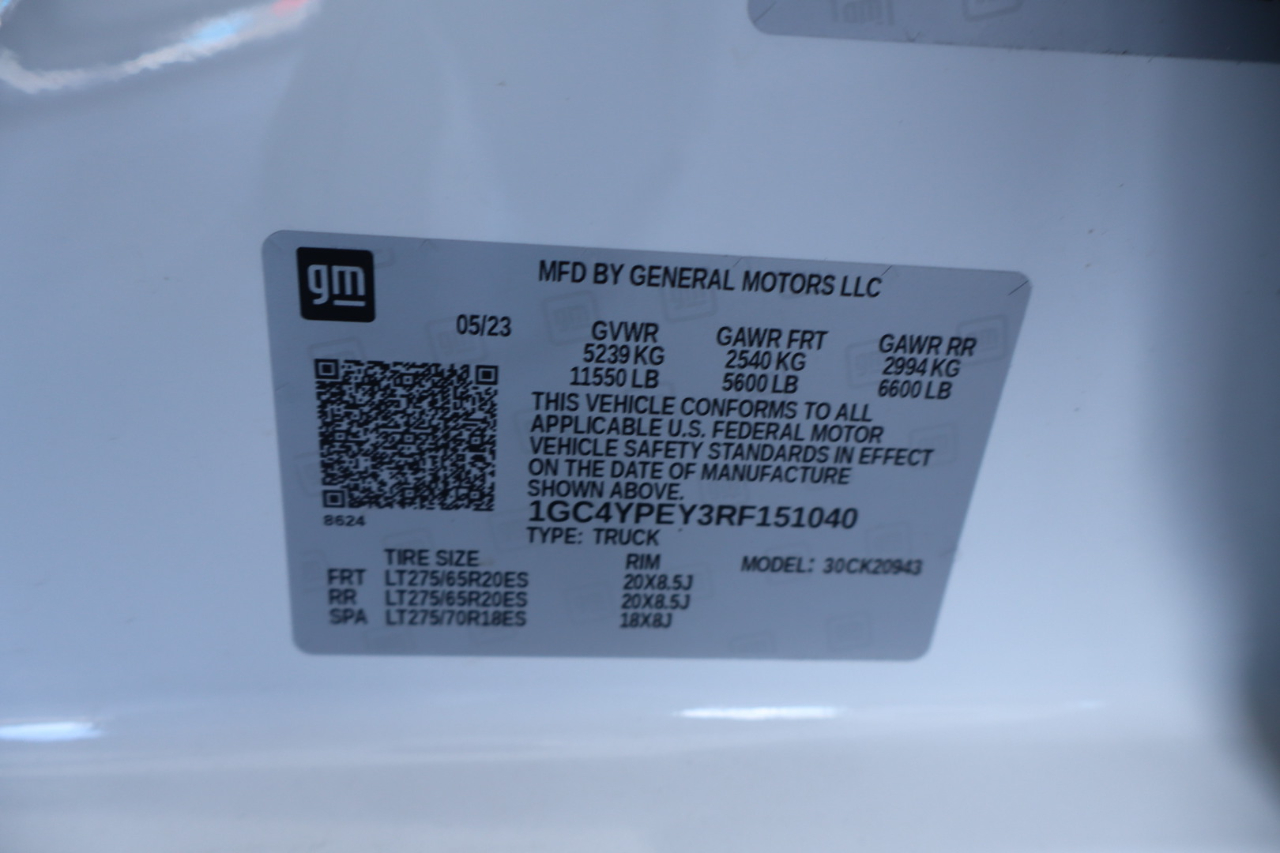 gm
MFD BY GENERAL MOTORS LLC
05/23
GVWR GAWR FRT GAWR RR
5239 KG 2540 KG 2994 KG
11550 LB 5600 LB 6600 LB
THIS VEHICLE CONFORMS TO ALL
APPLICABLE U.S. FEDERAL MOTOR
VEHICLE SAFETY STANDARDS IN EFFECT
ON THE DATE OF MANUFACTURE
SHOWN ABOVE.
8624
1GC4YPEY3RF151040
TYPE: TRUCK
TIRE SIZE RIM MODEL: 30CK20943
FRT LT275/65R20ES 20X8.5J
RR LT275/65R20ES 20X8.5J
SPA LT275/70R18ES 18X8J